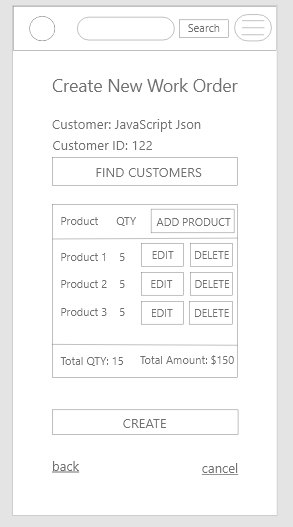 Search
Create New Work Order
Customer: JavaScript Json
Customer ID: 122
FIND CUSTOMERS
Product QTY ADD PRODUCT
Product 1 5 EDIT DELETE
Product 2 5 EDIT DELETE
Product 3 5 EDIT DELETE
Total QTY: 15 Total Amount: $150
CREATE
back cancel